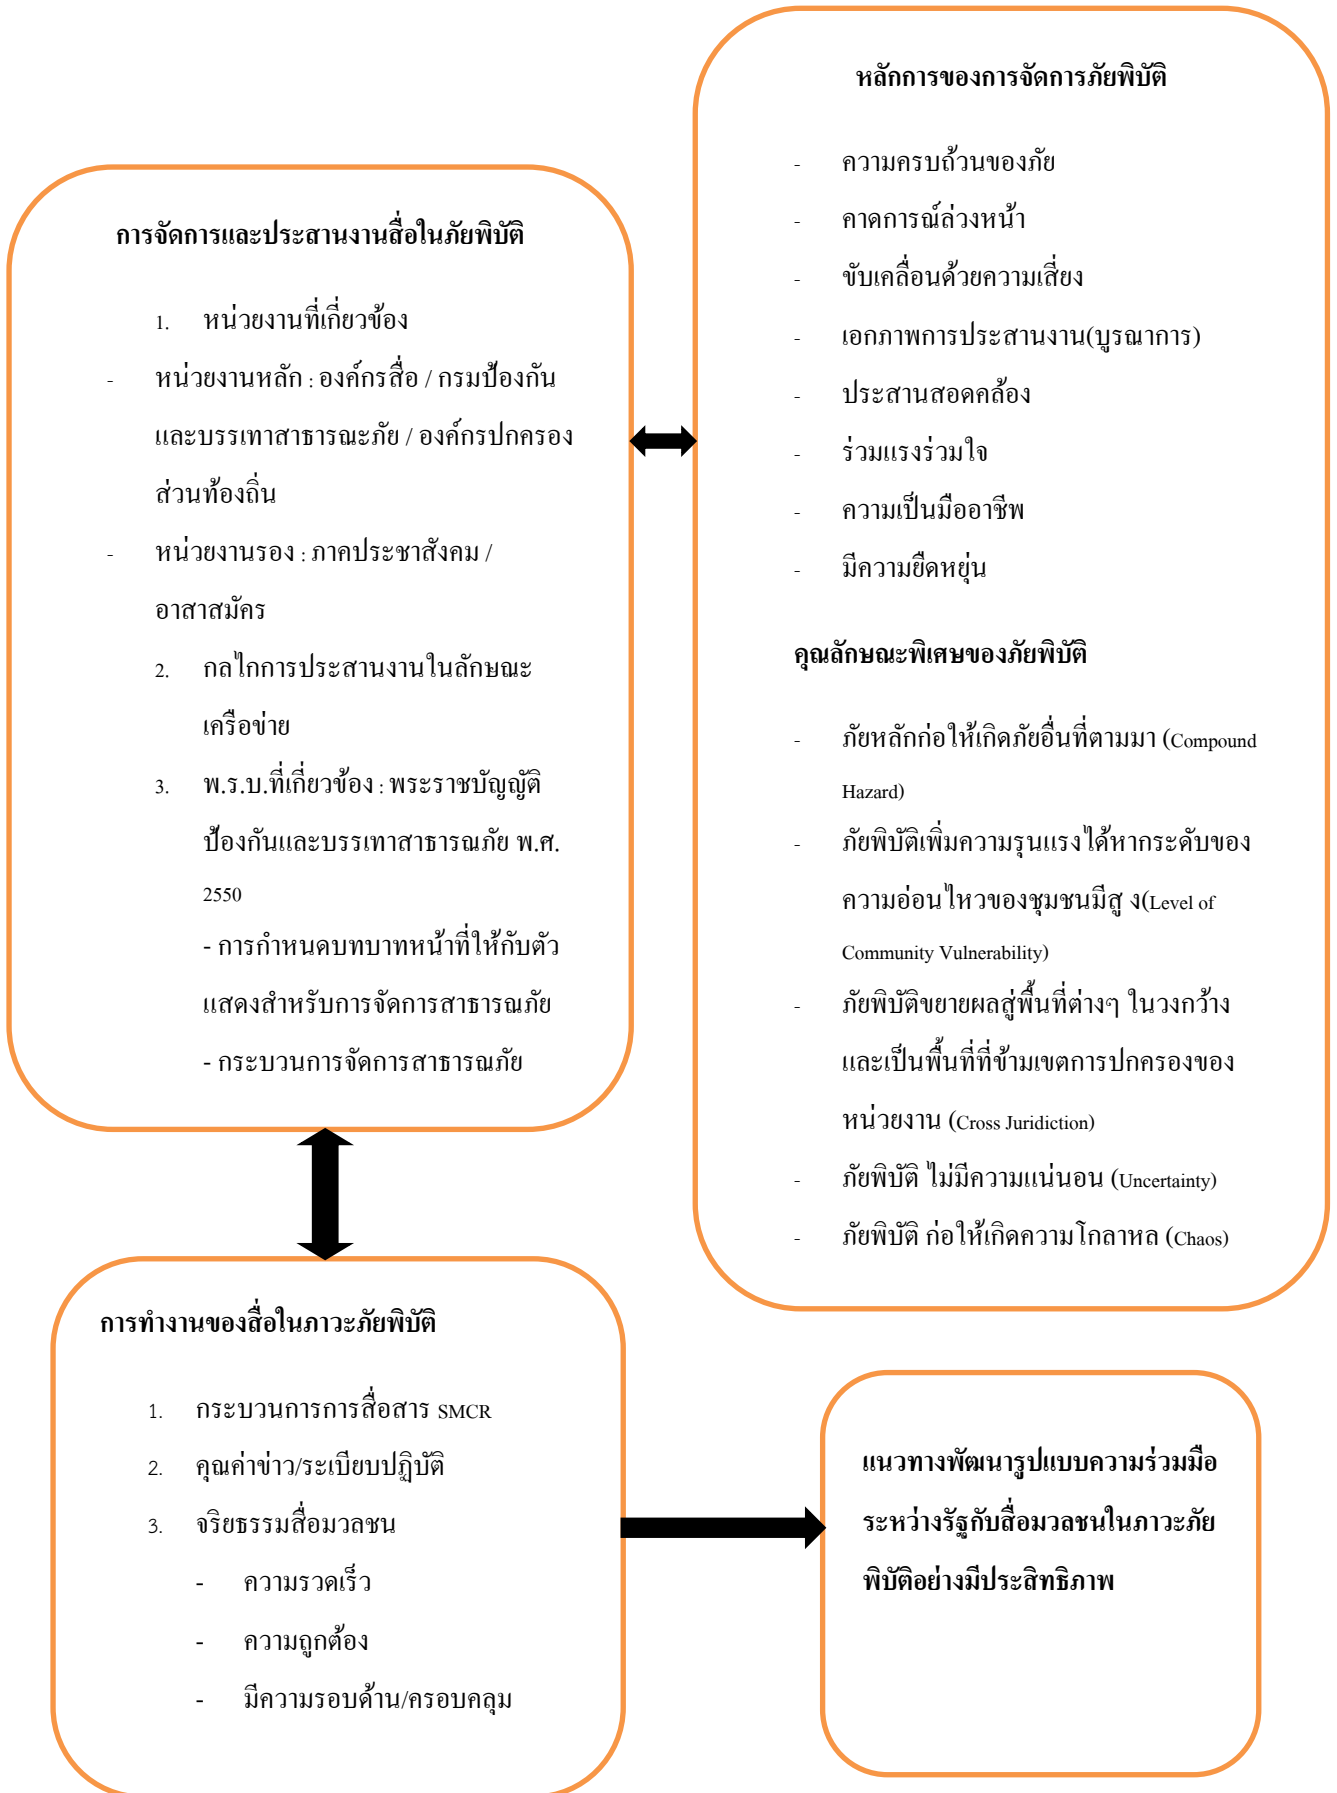 หลักการของการจัดการภัยพิบัติ
- ความครบถ้วนของภัย
- คาดการณ์ล่วงหน้า
- ขับเคลื่อนด้วยความเสี่ยง
- เอกภาพการประสานงาน(บูรณาการ)
- ประสานสอดคล้อง
- ร่วมแรงร่วมใจ
- ความเป็นมืออาชีพ
- มีความยืดหยุ่น
คุณลักษณะพิเศษของภัยพิบัติ
- ภัยหลักก่อให้เกิดภัยอื่นที่ตามมา (Compound
Hazard)
- ภัยพิบัติเพิ่มความรุนแรงได้หากระดับของ
ความอ่อนไหวของชุมชนมีสู ง(Level of
Community Vulnerability)
- ภัยพิบัติขยายผลสู่พื้นที่ต่างๆ ในวงกว้าง
และเป็นพื้นที่ที่ข้ามเขตการปกครองของ
หน่วยงาน (Cross Juridiction)
- ภัยพิบัติ ไม่มีความแน่นอน (Uncertainty)
- ภัยพิบัติ ก่อให้เกิดความโกลาหล (Chaos)
การจัดการและประสานงานสื่อในภัยพิบัติ
1. หน่วยงานที่เกี่ยวข้อง
- หน่วยงานหลัก : องค์กรสื่อ / กรมป้องกัน
และบรรเทาสาธารณะภัย / องค์กรปกครอง
ส่วนท้องถิ่น
- หน่วยงานรอง : ภาคประชาสังคม /
อาสาสมัคร
2. กลไกการประสานงานในลักษณะ
เครือข่าย
3. พ.ร.บ.ที่เกี่ยวข้อง : พระราชบัญญัติ
ป้องกันและบรรเทาสาธารณภัย พ.ศ.
2550
- การกำหนดบทบาทหน้าที่ให้กับตัว
แสดงสำหรับการจัดการสาธารณภัย
- กระบวนการจัดการสาธารณภัย
การทำงานของสื่อในภาวะภัยพิบัติ
1. กระบวนการการสื่อสาร SMCR
2. คุณค่าข่าว/ระเบียบปฏิบัติ
3. จริยธรรมสื่อมวลชน
- ความรวดเร็ว
- ความถูกต้อง
- มีความรอบด้าน/ครอบคลุม
แนวทางพัฒนารูปแบบความร่วมมือ
ระหว่างรัฐกับสื่อมวลชนในภาวะภัย
พิบัติอย่างมีประสิทธิภาพ